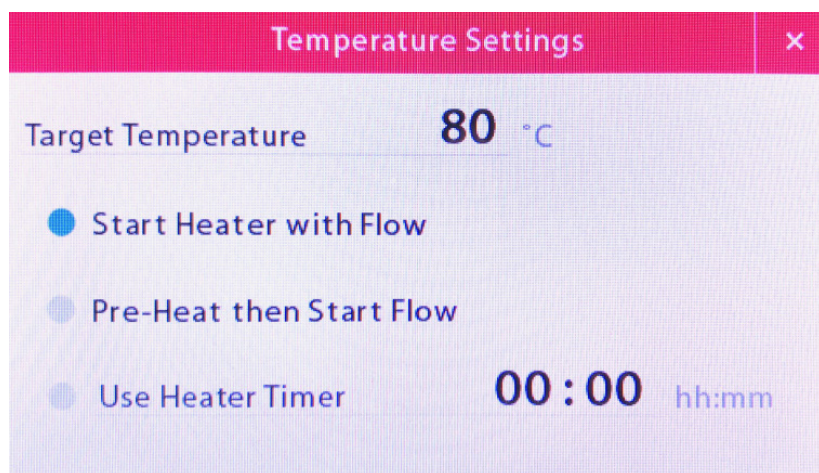 Temperature Settings ×
Target Temperature 80 °C
Start Heater with Flow
Pre-Heat then Start Flow
Use Heater Timer 00:00 hh:mm